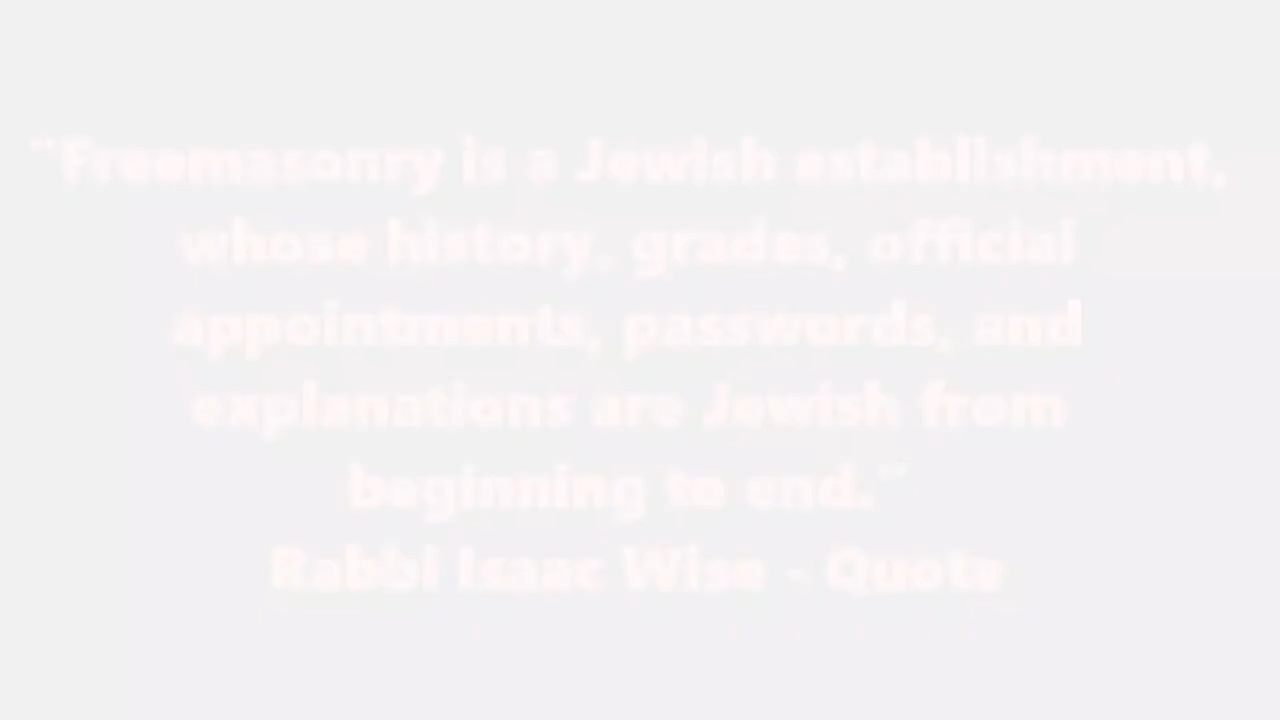 "Freemasonry is a Jewish establishment,
whose history, grades, official
appointments, passwords, and
explanations are Jewish from
beginning to end."
Rabbi Isaac Wise - Quote